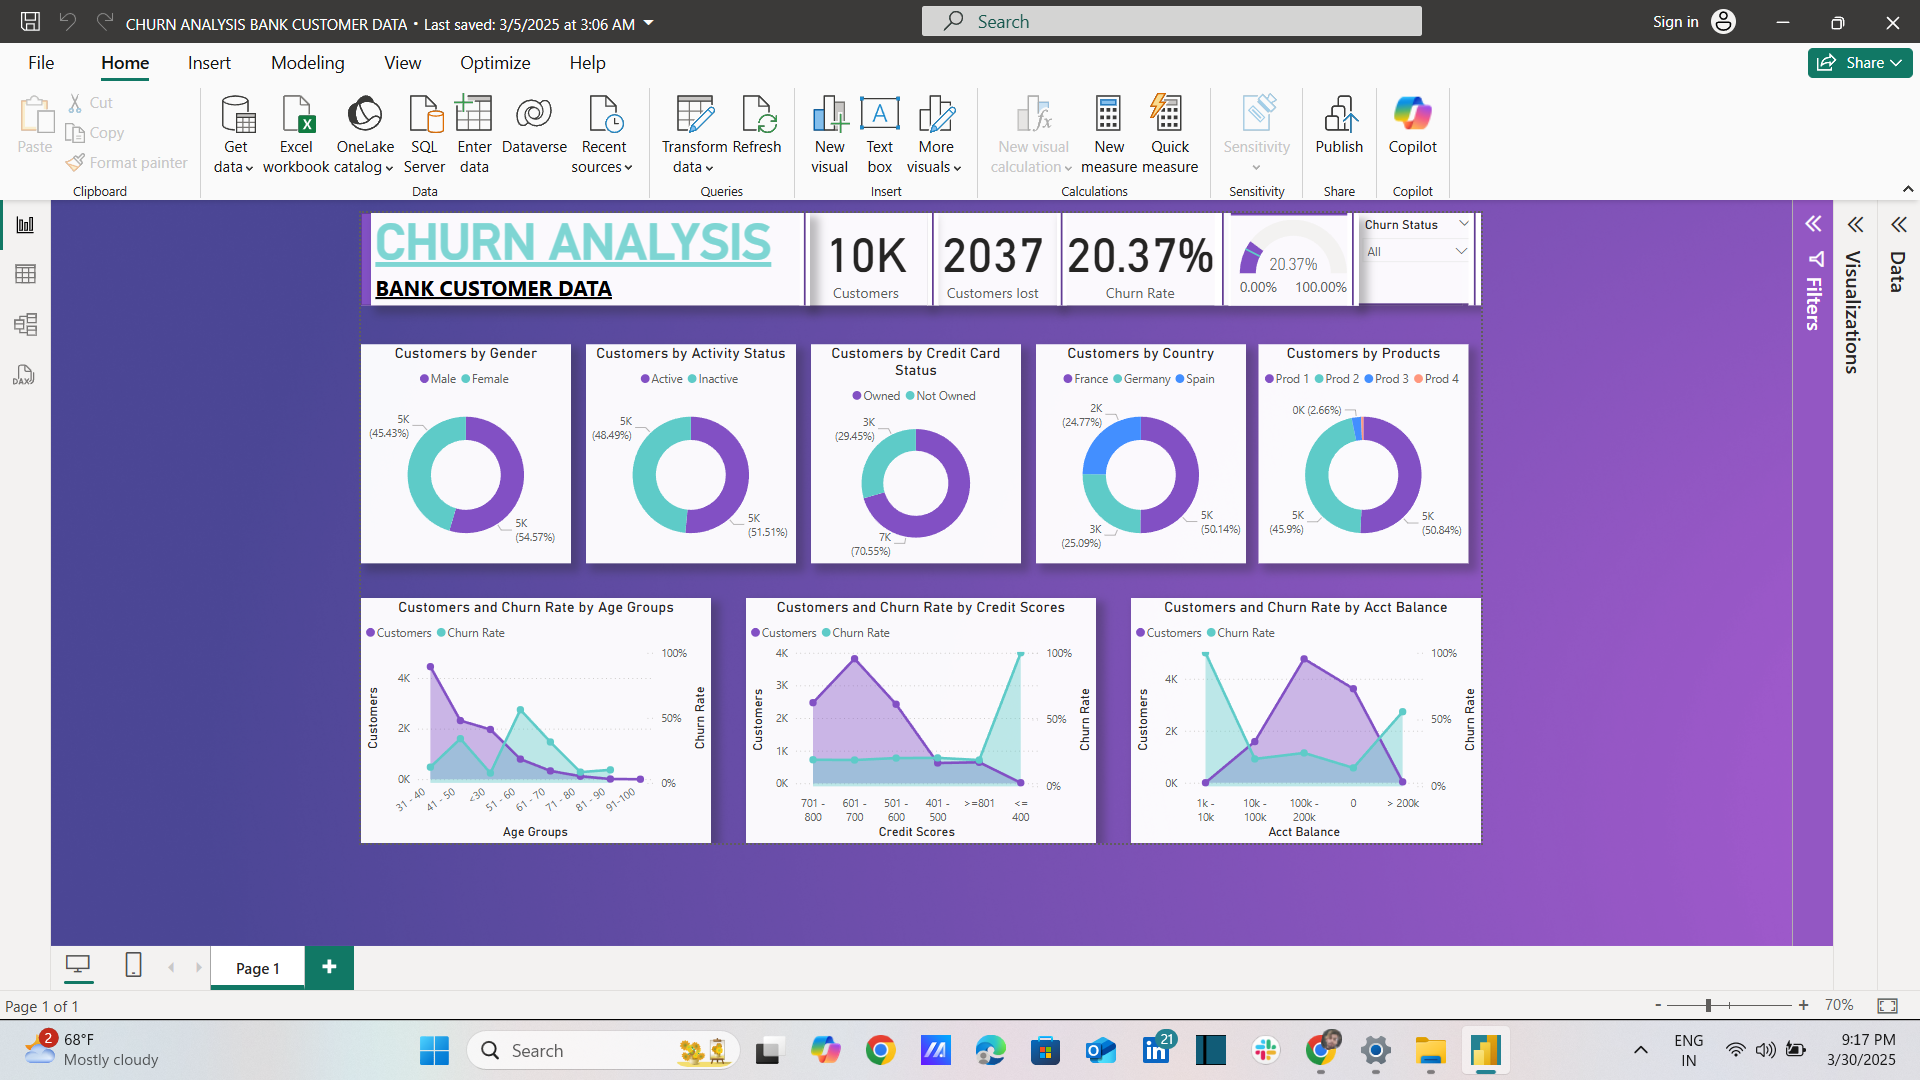 CHURN ANALYSIS BANK CUSTOMER DATA • Last saved: 3/5/2025 at 3:06 AM
Search
Sign in
File Home Insert Modeling View Optimize Help
Share
Paste
Cut
Copy
Format painter
Clipboard
Get data
Excel workbook
OneLake catalog
SQL Server
Enter data
Dataverse
Recent sources
Data
Transform data
Refresh
Queries
New visual
Text box
More visuals
Insert
New visual calculation
New measure
Quick measure
Calculations
Sensitivity
Sensitivity
Publish
Share
Copilot
Copilot
DAX
CHURN ANALYSIS
BANK CUSTOMER DATA
10K
Customers
2037
Customers lost
20.37%
Churn Rate
20.37%
0.00% 100.00%
Churn Status
All
Filters
Visualizations
Data
Customers by Gender
Male Female
5K
(45.43%)
5K
(54.57%)
Customers by Activity Status
Active Inactive
5K
(48.49%)
5K
(51.51%)
Customers by Credit Card
Status
Owned Not Owned
3K
(29.45%)
7K
(70.55%)
Customers by Country
France Germany Spain
2K
(24.77%)
3K
(25.09%)
5K
(50.14%)
Customers by Products
Prod 1 Prod 2 Prod 3 Prod 4
0K (2.66%)
5K
(45.9%)
5K
(50.84%)
Customers and Churn Rate by Age Groups
Customers Churn Rate
Customers
4K
2K
0K
100%
50%
0%
Churn Rate
31 - 40
41 - 50
<30
51 - 60
61 - 70
71 - 80
81 - 90
91-100
Age Groups
Customers and Churn Rate by Credit Scores
Customers Churn Rate
Customers
4K
3K
2K
1K
0K
100%
50%
0%
Churn Rate
701 - 800
601 - 700
501 - 600
401 - 500
>=801
<= 400
Credit Scores
Customers and Churn Rate by Acct Balance
Customers Churn Rate
Customers
4K
2K
0K
100%
50%
0%
Churn Rate
1k - 10k
10k - 100k
100k - 200k
0
> 200k
Acct Balance
Page 1
Page 1 of 1
- + 70%
2
68°F
Mostly cloudy
Search
21
ENG
IN
9:17 PM
3/30/2025